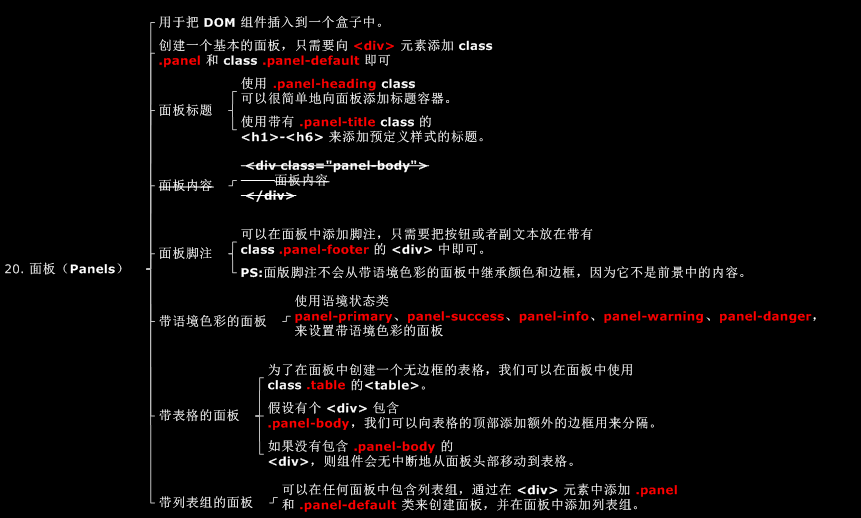 用于把 DOM 组件插入到一个盒子中。
创建一个基本的面板，只需要向 <div> 元素添加 class
.panel 和 class .panel-default 即可
使用 .panel-heading class
可以很简单地向面板添加标题容器。
面板标题
使用带有 .panel-title class 的
<h1>-<h6> 来添加预定义样式的标题。
<div class="panel-body">
面板内容
面板内容
</div>
可以在面板中添加脚注，只需要把按钮或者副文本放在带有
class .panel-footer 的 <div> 中即可。
面板脚注
PS:面版脚注不会从带语境色彩的面板中继承颜色和边框，因为它不是前景中的内容。
20. 面板（Panels）
使用语境状态类
panel-primary、panel-success、panel-info、panel-warning、panel-danger，
来设置带语境色彩的面板
带语境色彩的面板
为了在面板中创建一个无边框的表格，我们可以在面板中使用
class .table 的<table>。
假设有个 <div> 包含
.panel-body，我们可以向表格的顶部添加额外的边框用来分隔。
带表格的面板
如果没有包含 .panel-body 的
<div>，则组件会无中断地从面板头部移动到表格。
可以在任何面板中包含列表组，通过在 <div> 元素中添加 .panel
和 .panel-default 类来创建面板，并在面板中添加列表组。
带列表组的面板